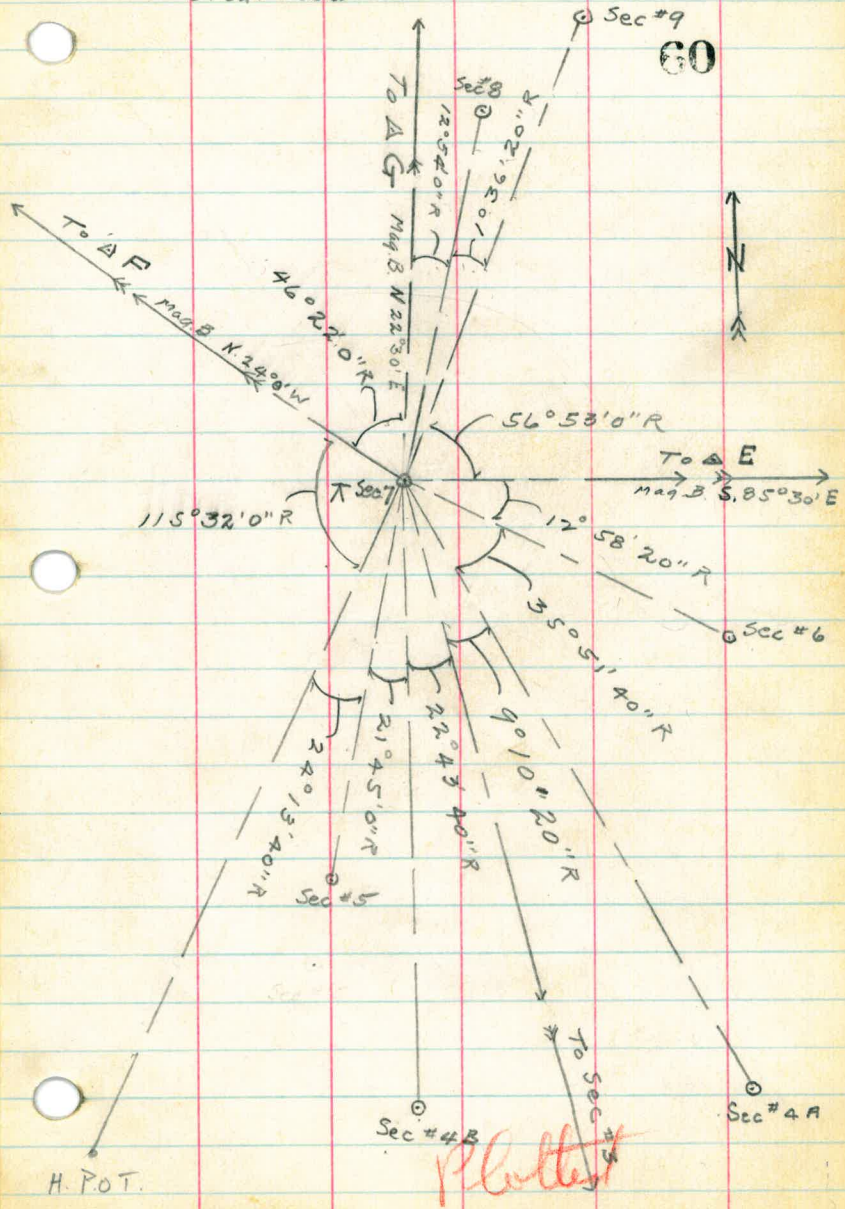 Sec #9
60
Sec #8
To Δ G Mag. B N 22°30' E
12°54'0" R
1°36'20" R
To Δ F Mag. B N. 24°0' W
N
46°22'0" R
56°53'0" R
To Δ E
Mag B. S. 85°30' E
⊼ Sec 7
115°32'0" R
12°58'20" R
35°51'40" R
Sec #6
9°10'20" R
22°43'40" R
21°45'0" R
24°13'40" R
Sec #5
To Sec #3
Sec #4A
Sec #4B
Plotted
H. P.O.T.